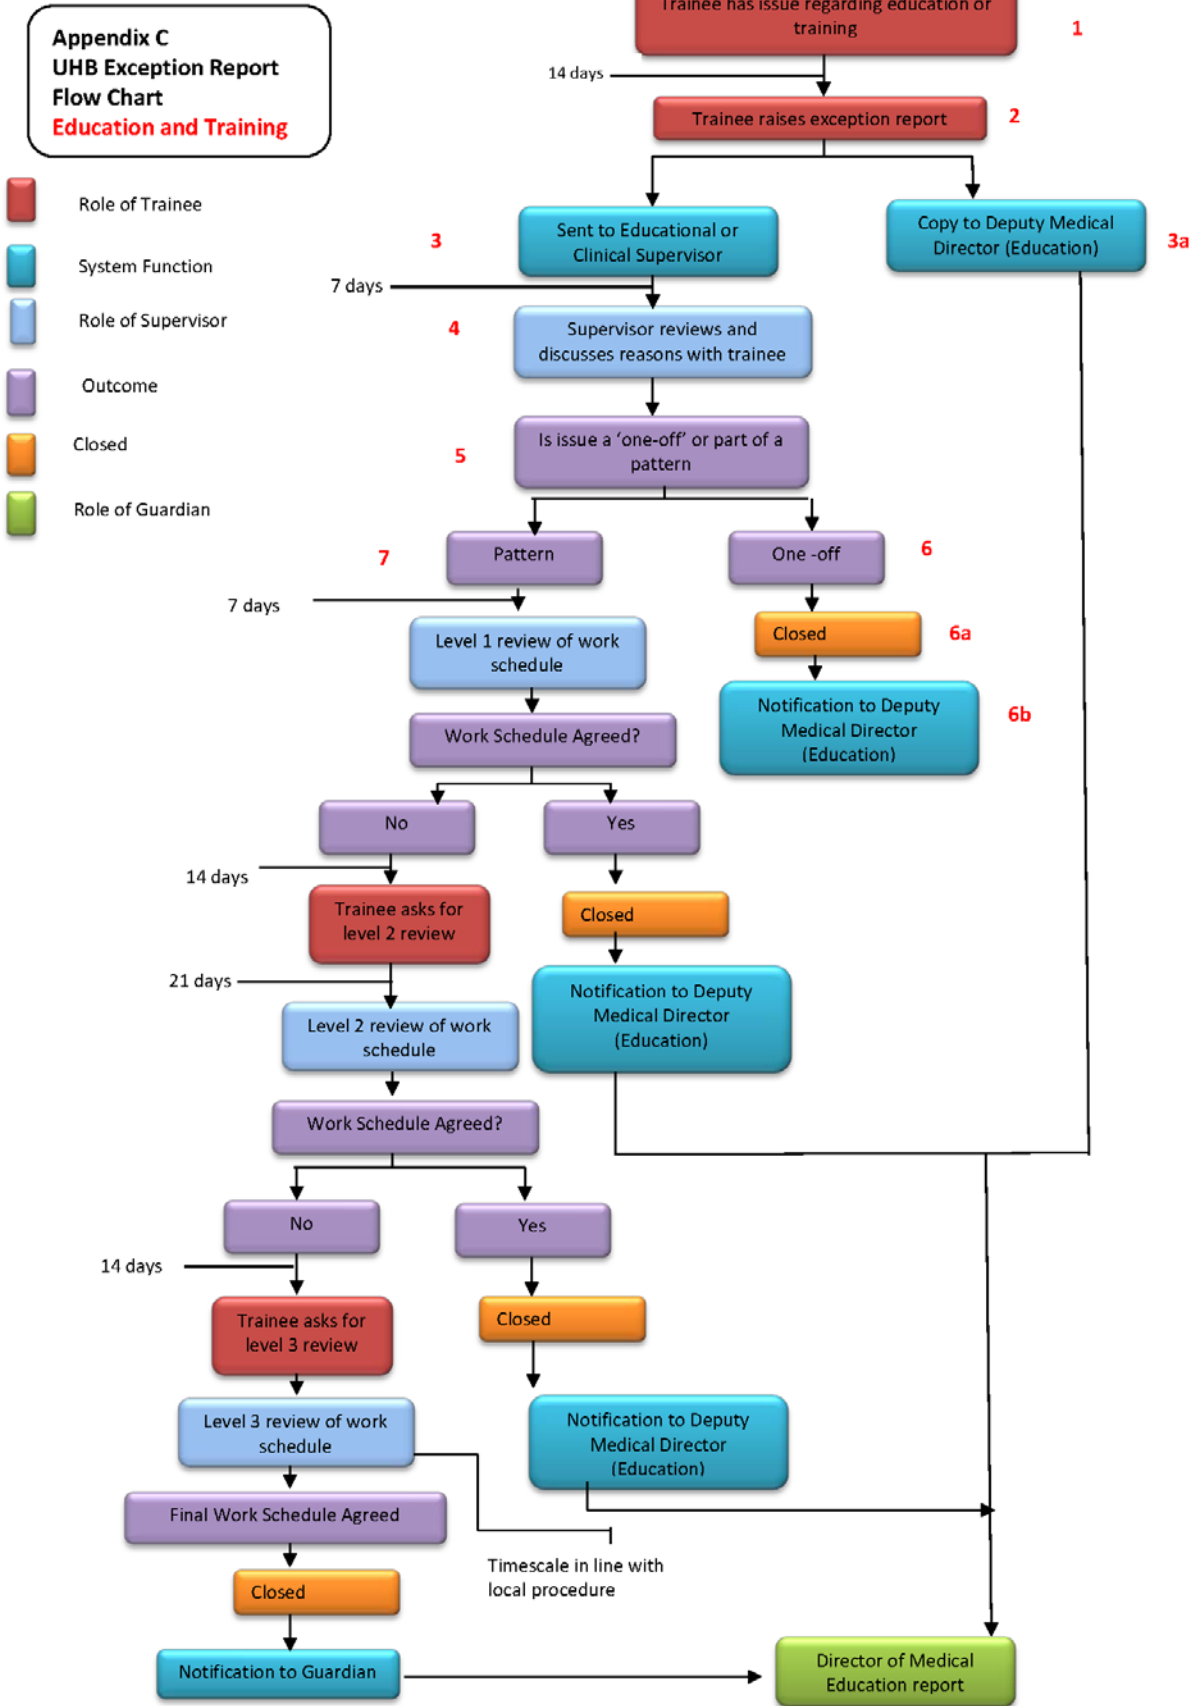 Appendix C
UHB Exception Report
Flow Chart
Education and Training
Role of Trainee
System Function
Role of Supervisor
Outcome
Closed
Role of Guardian
Trainee has issue regarding education or
training
1
14 days
Trainee raises exception report
2
Sent to Educational or
Clinical Supervisor
3
Copy to Deputy Medical
Director (Education)
3a
7 days
4
Supervisor reviews and
discusses reasons with trainee
5
Is issue a ‘one-off’ or part of a
pattern
7
Pattern
One -off
6
7 days
Closed
6a
Level 1 review of work
schedule
Notification to Deputy
Medical Director
(Education)
6b
Work Schedule Agreed?
No
Yes
14 days
Trainee asks for
level 2 review
Closed
21 days
Notification to Deputy
Medical Director
(Education)
Level 2 review of work
schedule
Work Schedule Agreed?
No
Yes
14 days
Trainee asks for
level 3 review
Closed
Level 3 review of work
schedule
Notification to Deputy
Medical Director
(Education)
Final Work Schedule Agreed
Timescale in line with
local procedure
Closed
Notification to Guardian
Director of Medical
Education report